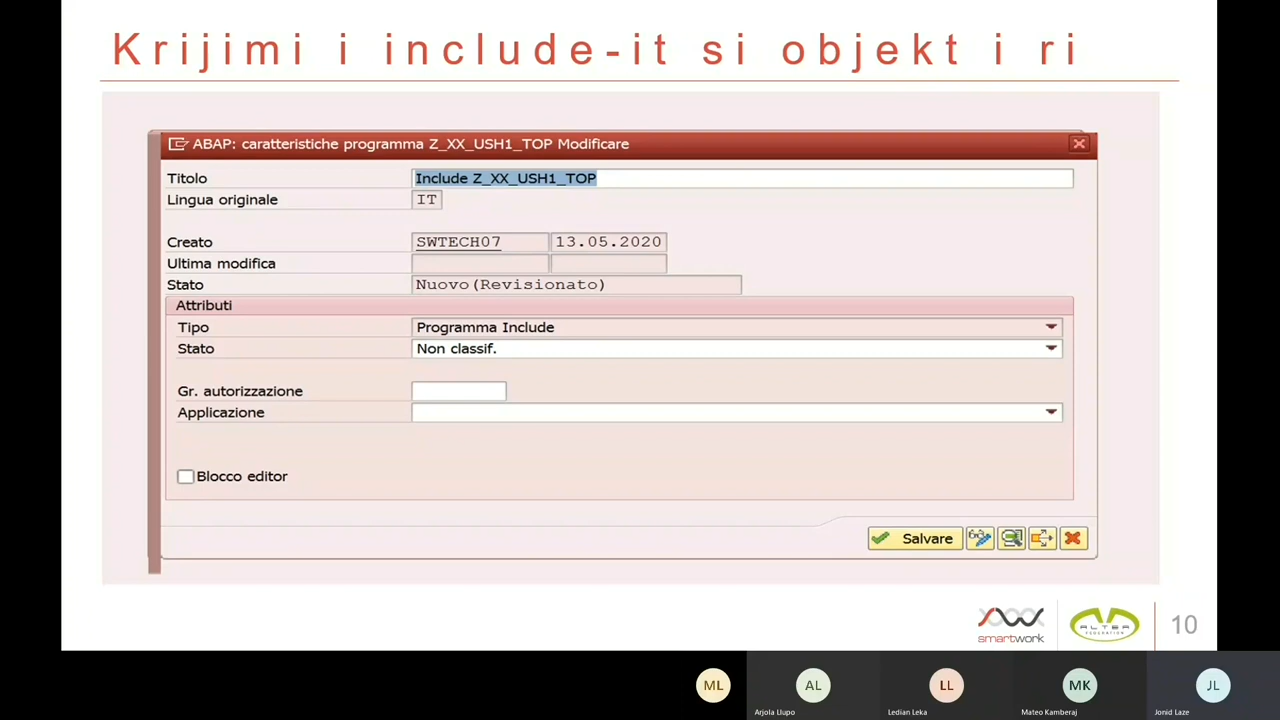 Krijimi i include-it si objekt i ri
ABAP: caratteristiche programma Z_XX_USH1_TOP Modificare
Titolo Include Z_XX_USH1_TOP
Lingua originale IT
Creato SWTECH07 13.05.2020
Ultima modifica
Stato Nuovo(Revisionato)
Attributi
Tipo Programma Include
Stato Non classif.
Gr. autorizzazione
Applicazione
Blocco editor
Salvare
smartwork
ALTEA
FEDERATION
10
ML AL LL MK JL
Arjola Llupo Ledian Leka Mateo Kamberaj Jonid Laze